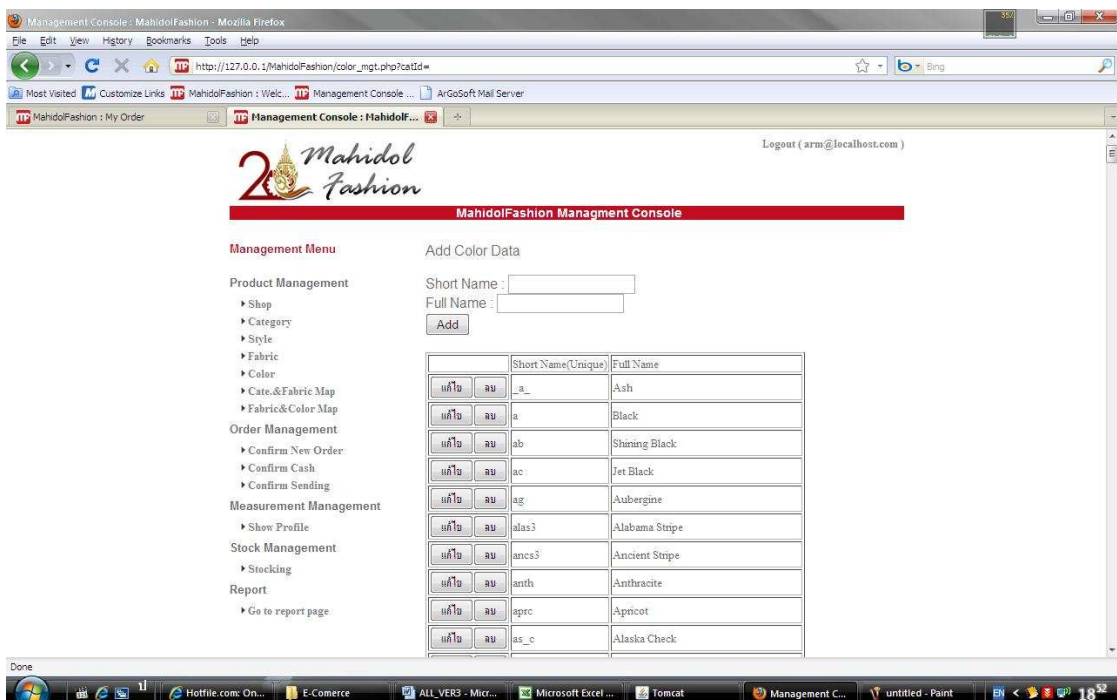 Management Console : MahidolFashion - Mozilla Firefox
35%
File Edit View History Bookmarks Tools Help
http://127.0.0.1/MahidolFashion/color_mgt.php?catId=
Bing
Most Visited Customize Links MahidolFashion : Welc... Management Console ... ArGoSoft Mail Server
MahidolFashion : My Order
Management Console : MahidolF...
Logout ( arm@localhost.com )
20 Mahidol Fashion
MahidolFashion Managment Console
Management Menu
Product Management
Shop
Category
Style
Fabric
Color
Cate.&Fabric Map
Fabric&Color Map
Order Management
Confirm New Order
Confirm Cash
Confirm Sending
Measurement Management
Show Profile
Stock Management
Stocking
Report
Go to report page
Add Color Data
Short Name :
Full Name :
Add
Short Name(Unique) Full Name
แก้ไข ลบ _a_ Ash
แก้ไข ลบ a Black
แก้ไข ลบ ab Shining Black
แก้ไข ลบ ac Jet Black
แก้ไข ลบ ag Aubergine
แก้ไข ลบ alas3 Alabama Stripe
แก้ไข ลบ ancs3 Ancient Stripe
แก้ไข ลบ anth Anthracite
แก้ไข ลบ aprc Apricot
แก้ไข ลบ as_c Alaska Check
Done
Hotfile.com: On... E-Comerce ALL_VER3 - Micr... Microsoft Excel ... Tomcat Management C... untitled - Paint EN 18